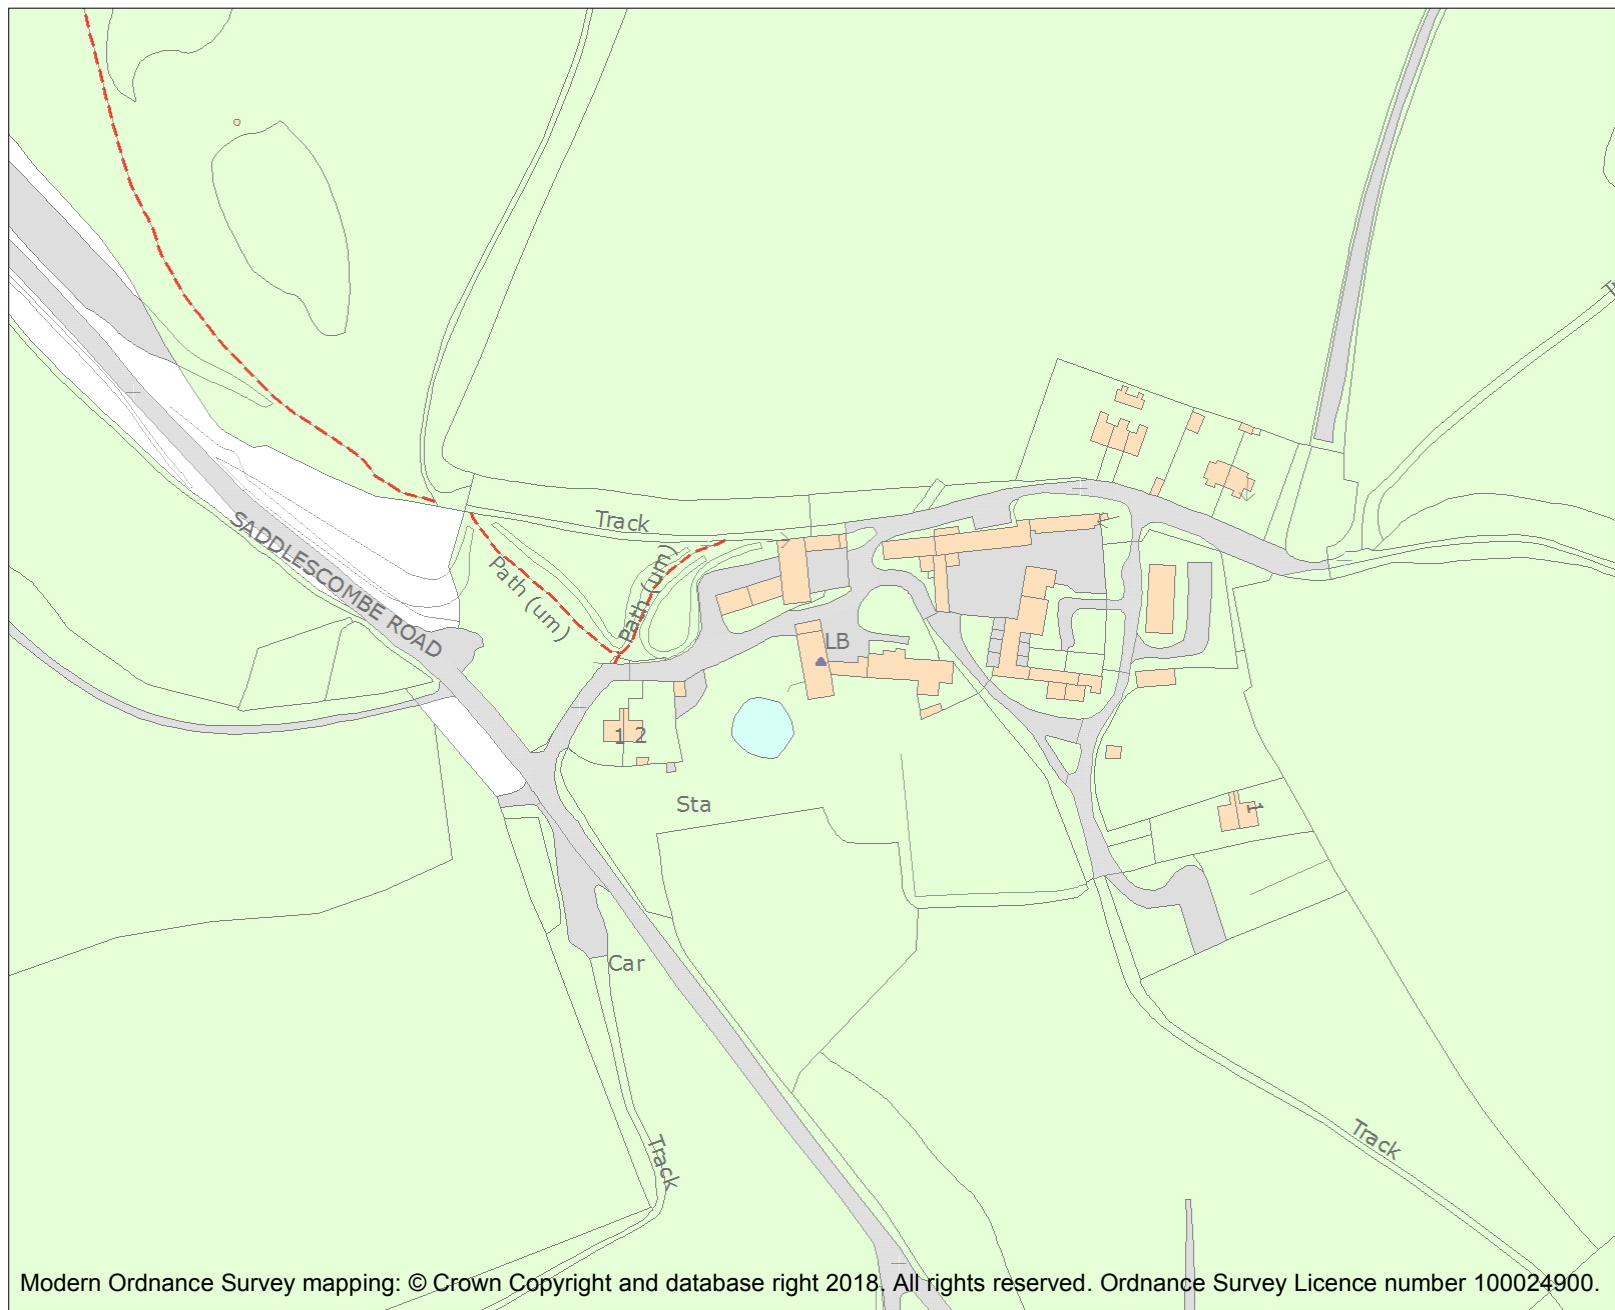 Track
Path (um)
Path (um)
SADDLESCOMBE ROAD
LB
1 2
Sta
1
Car
Track
Track
Modern Ordnance Survey mapping: © Crown Copyright and database right 2018. All rights reserved. Ordnance Survey Licence number 100024900.